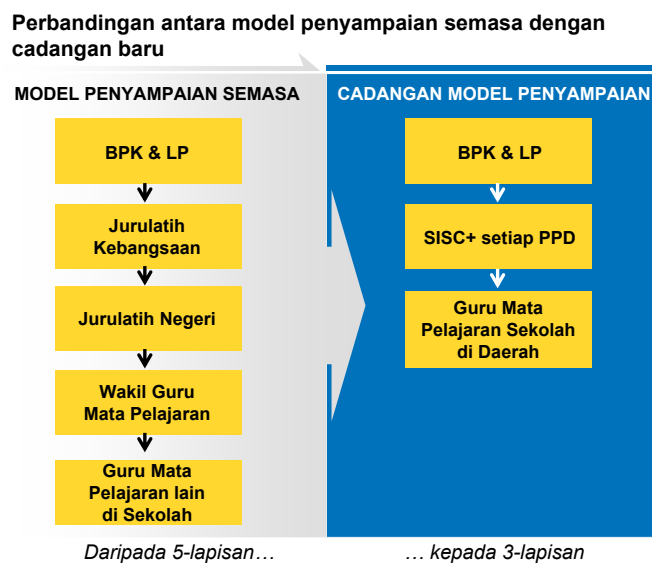 Perbandingan antara model penyampaian semasa dengan
cadangan baru
MODEL PENYAMPAIAN SEMASA
BPK & LP
Jurulatih
Kebangsaan
Jurulatih Negeri
Wakil Guru
Mata Pelajaran
Guru Mata
Pelajaran lain
di Sekolah
Daripada 5-lapisan…
CADANGAN MODEL PENYAMPAIAN
BPK & LP
SISC+ setiap PPD
Guru Mata
Pelajaran Sekolah
di Daerah
… kepada 3-lapisan